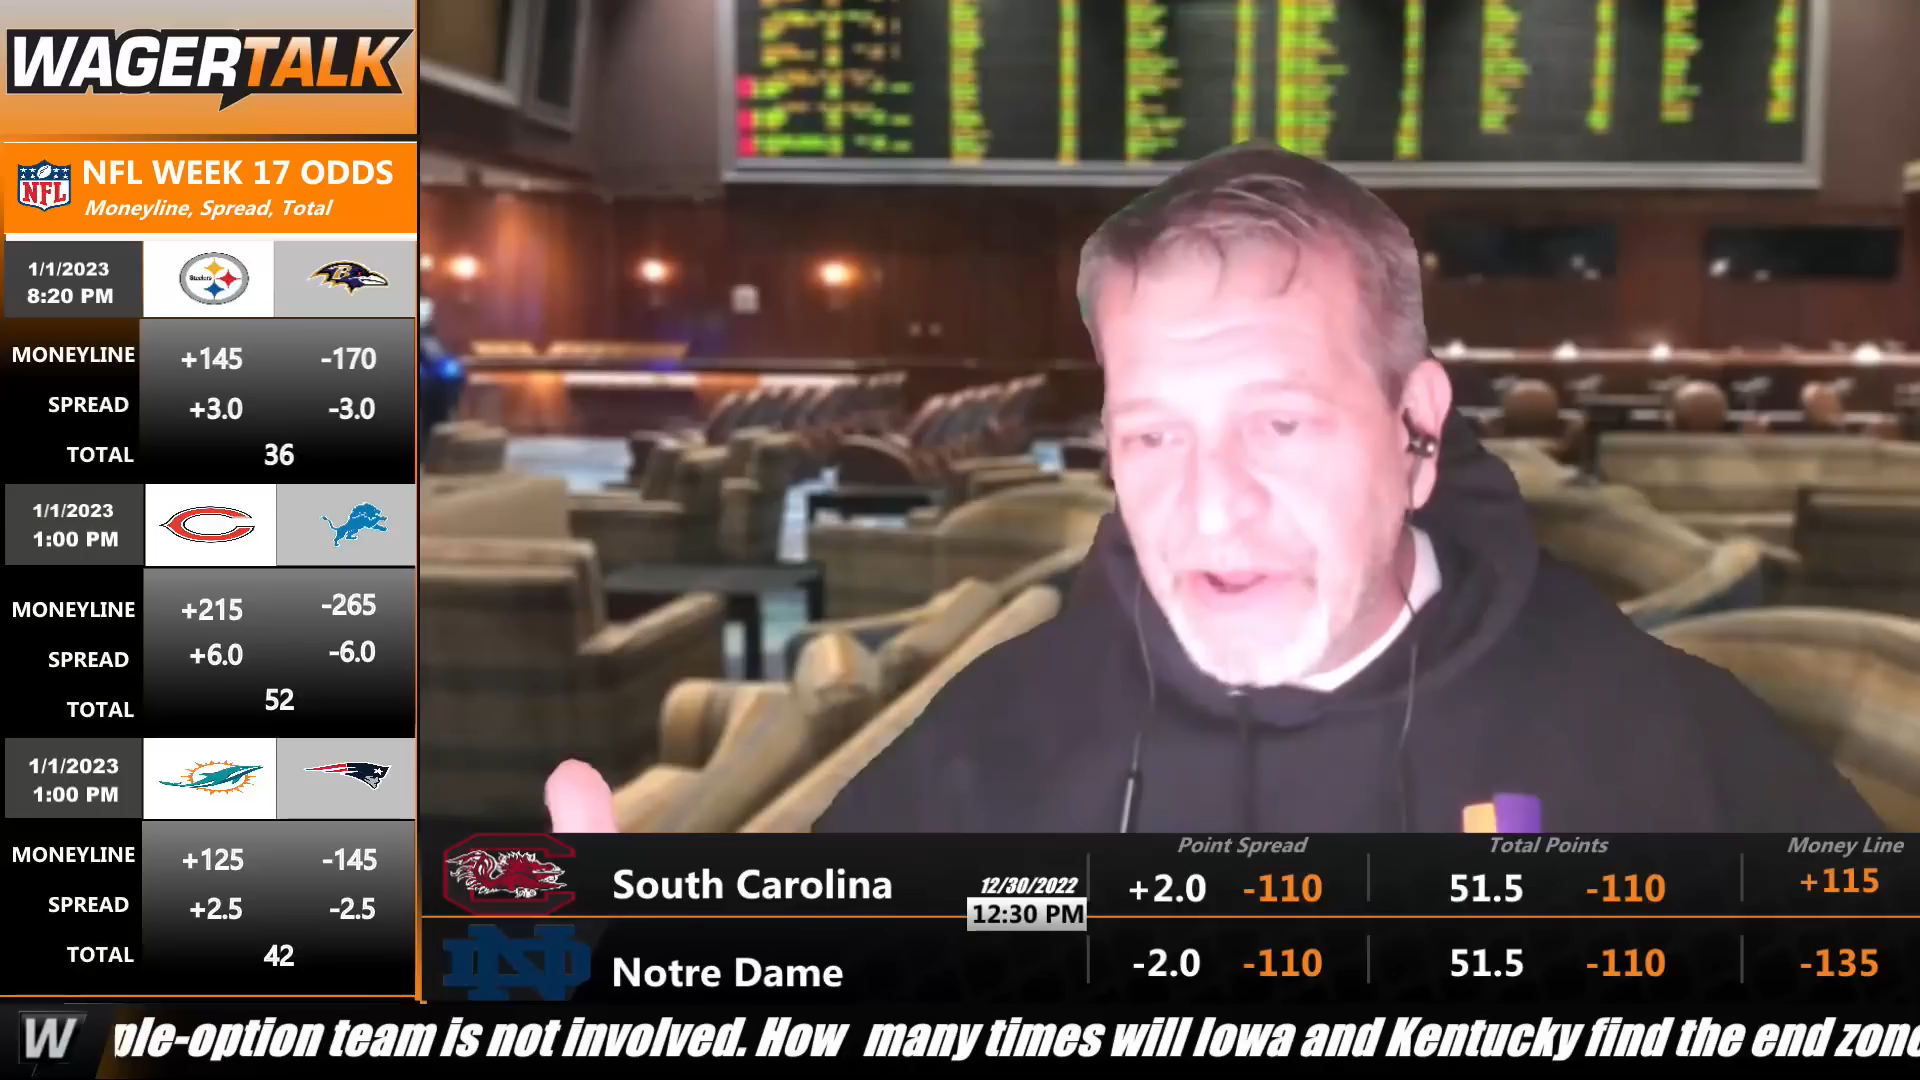 WAGERTALK
NFL
NFL WEEK 17 ODDS
Moneyline, Spread, Total
1/1/2023
8:20 PM
Steelers
MONEYLINE +145 -170
SPREAD +3.0 -3.0
TOTAL 36
1/1/2023
1:00 PM
MONEYLINE +215 -265
SPREAD +6.0 -6.0
TOTAL 52
1/1/2023
1:00 PM
MONEYLINE +125 -145
SPREAD +2.5 -2.5
TOTAL 42
Point Spread Total Points Money Line
South Carolina 12/30/2022 +2.0 -110 51.5 -110 +115
12:30 PM
Notre Dame -2.0 -110 51.5 -110 -135
W ple-option team is not involved. How many times will Iowa and Kentucky find the end zone